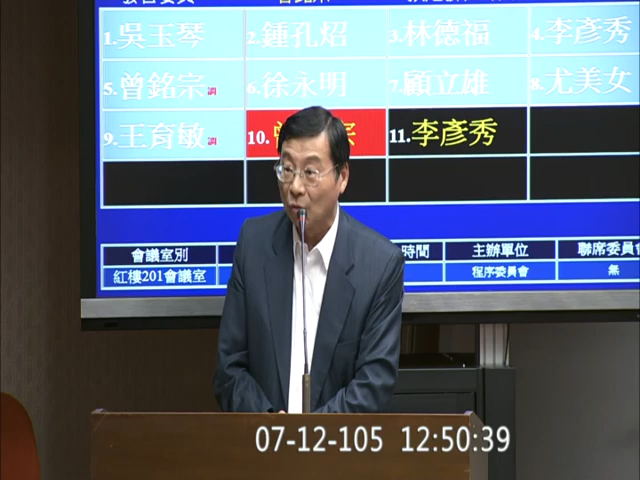 1.吳玉琴 2.鍾孔炤 3.林德福 4.李彥秀
5.曾銘宗調 6.徐永明 7.顧立雄 8.尤美女
9.王育敏調 10. 宗 11.李彥秀
會議室別 時間 主辦單位 聯席委員會
紅樓201會議室 程序委員會 無
07-12-105 12:50:39